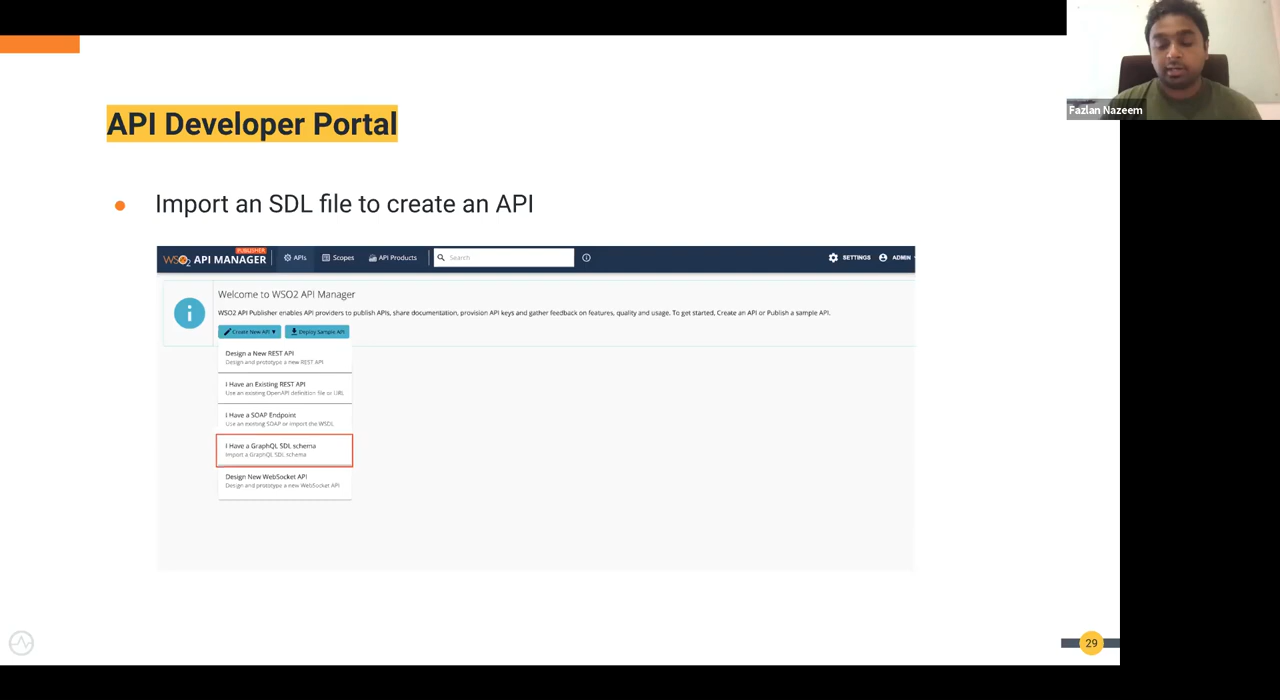 Fazlan Nazeem
API Developer Portal
Import an SDL file to create an API
PUBLISHER
WSO2 API MANAGER
APIs
Scopes
API Products
Search
SETTINGS
ADMIN
Welcome to WSO2 API Manager
WSO2 API Publisher enables API providers to publish APIs, share documentation, provision API keys and gather feedback on features, quality and usage. To get started, Create an API or Publish a sample API.
Create New API
Deploy Sample API
Design a New REST API
Design and prototype a new REST API
I Have an Existing REST API
Use an existing OpenAPI definition file or URL
I Have a SOAP Endpoint
Use an existing SOAP or import the WSDL
I Have a GraphQL SDL schema
Import a GraphQL SDL schema
Design New WebSocket API
Design and prototype a new WebSocket API
29